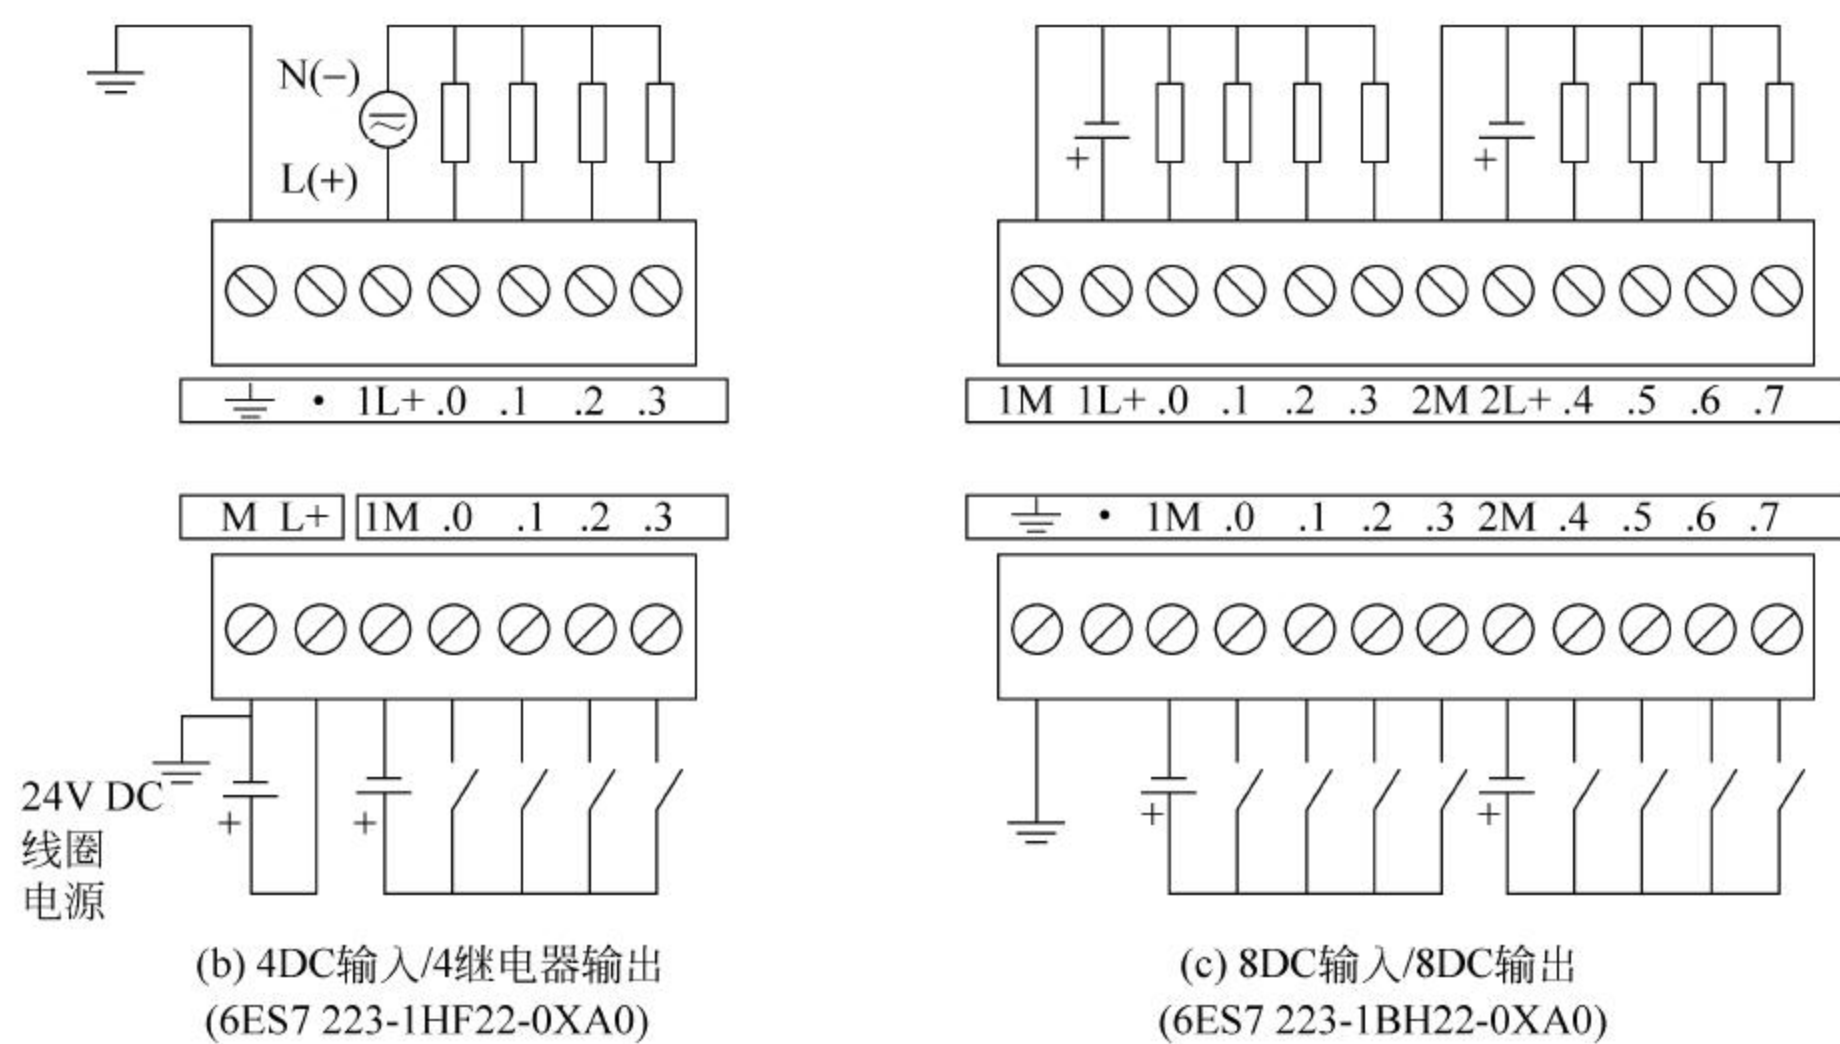 N(−)
L(+)
+
+
• 1L+ .0 .1 .2 .3
1M 1L+ .0 .1 .2 .3 2M 2L+ .4 .5 .6 .7
M L+ 1M .0 .1 .2 .3
• 1M .0 .1 .2 .3 2M .4 .5 .6 .7
24V DC
线圈
电源
+
+
+
+
(b) 4DC输入/4继电器输出
(6ES7 223-1HF22-0XA0)
(c) 8DC输入/8DC输出
(6ES7 223-1BH22-0XA0)